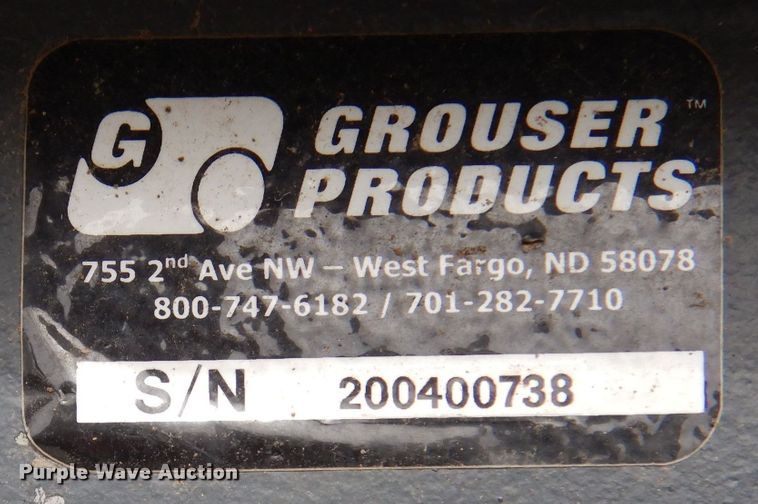 G
GROUSER™
PRODUCTS
755 2nd Ave NW – West Fargo, ND 58078
800-747-6182 / 701-282-7710
S/N 200400738
Purple Wave Auction